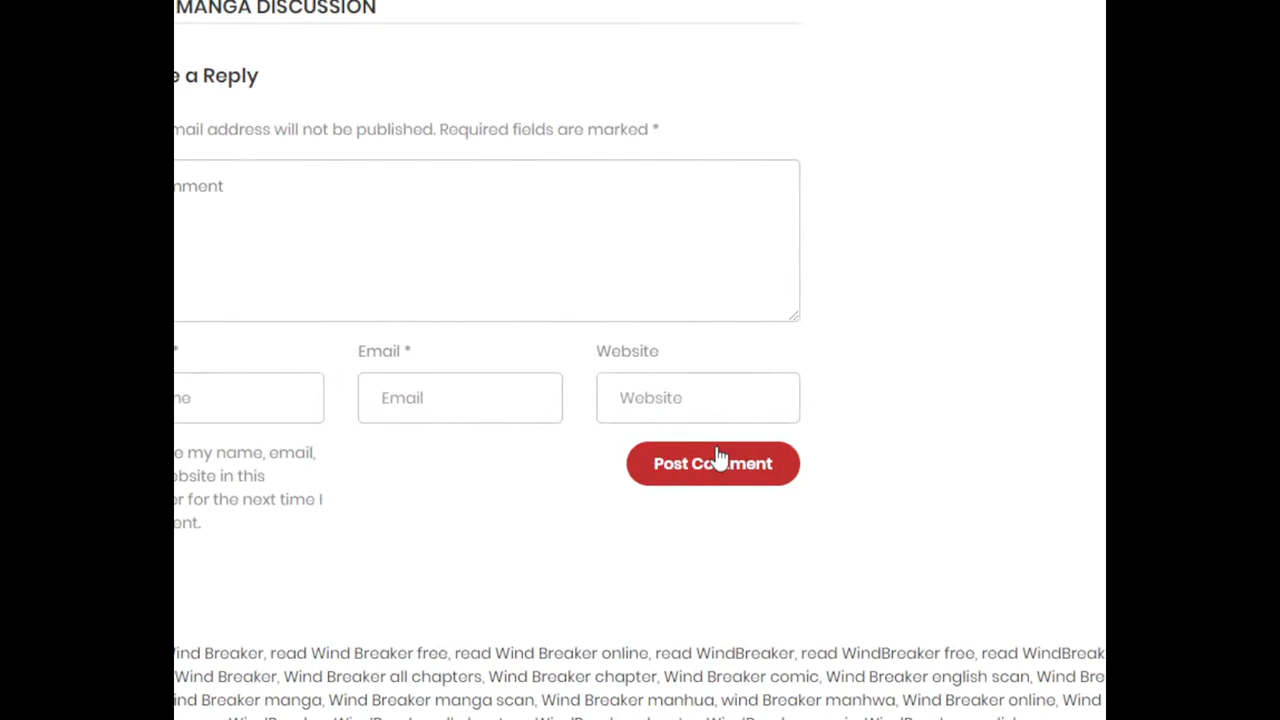 MANGA DISCUSSION
e a Reply
mail address will not be published. Required fields are marked *
mment
* Email * Website
me Email Website
e my name, email,
ebsite in this
er for the next time I
ent.
Post Comment
Wind Breaker, read Wind Breaker free, read Wind Breaker online, read WindBreaker, read WindBreaker free, read WindBreak
Wind Breaker, Wind Breaker all chapters, Wind Breaker chapter, Wind Breaker comic, Wind Breaker english scan, Wind Bre
ind Breaker manga, Wind Breaker manga scan, Wind Breaker manhua, wind Breaker manhwa, Wind Breaker online, Wind